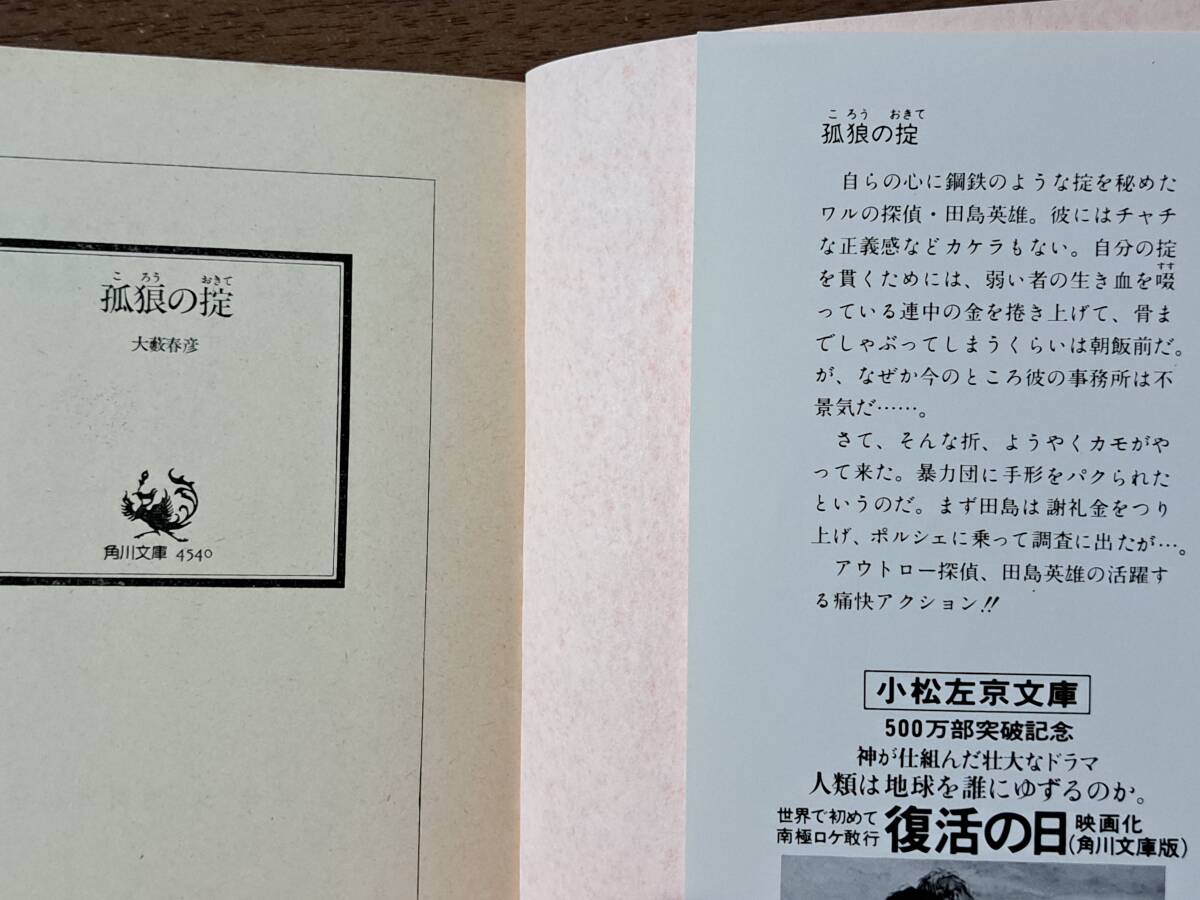 こ ろう おきて
孤狼の掟
大藪春彦
角川文庫 4540
こ ろう おきて
孤狼の掟
自らの心に鋼鉄のような掟を秘めた
ワルの探偵・田島英雄。彼にはチャチ
な正義感などカケラもない。自分の掟
すす
を貫くためには、弱い者の生き血を啜
っている連中の金を捲き上げて、骨ま
でしゃぶってしまうくらいは朝飯前だ。
が、なぜか今のところ彼の事務所は不
景気だ……。
さて、そんな折、ようやくカモがや
って来た。暴力団に手形をパクられた
というのだ。まず田島は謝礼金をつり
上げ、ポルシェに乗って調査に出たが…。
アウトロー探偵、田島英雄の活躍す
る痛快アクション!!
小松左京文庫
500万部突破記念
神が仕組んだ壮大なドラマ
人類は地球を誰にゆずるのか。
世界で初めて
南極ロケ敢行
復活の日
映画化
(角川文庫版)